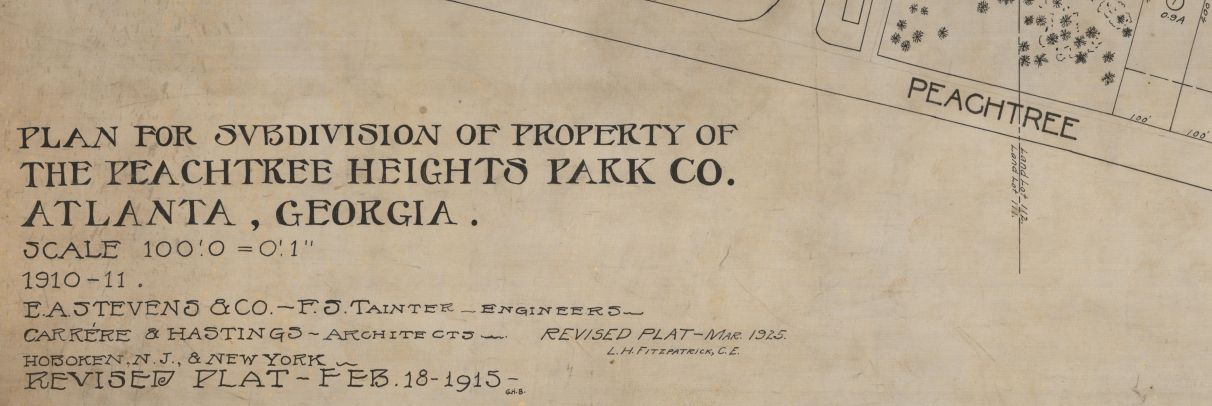 PLAN FOR SUBDIVISION OF PROPERTY OF
THE PEACHTREE HEIGHTS PARK CO.
ATLANTA, GEORGIA.
SCALE 100'.0 = 0'.1"
1910-11.
E.A. STEVENS & CO. - F.S. TAINTER - ENGINEERS
CARRÉRE & HASTINGS - ARCHITECTS
HOBOKEN, N.J., & NEW YORK
REVISED PLAT - FEB. 18-1915-
G.H.B.
REVISED PLAT - MAR. 1925.
L.H. FITZPATRICK, C.E.
PEACHTREE
Land Lot 112.
Land Lot
100'
100'
0.9A